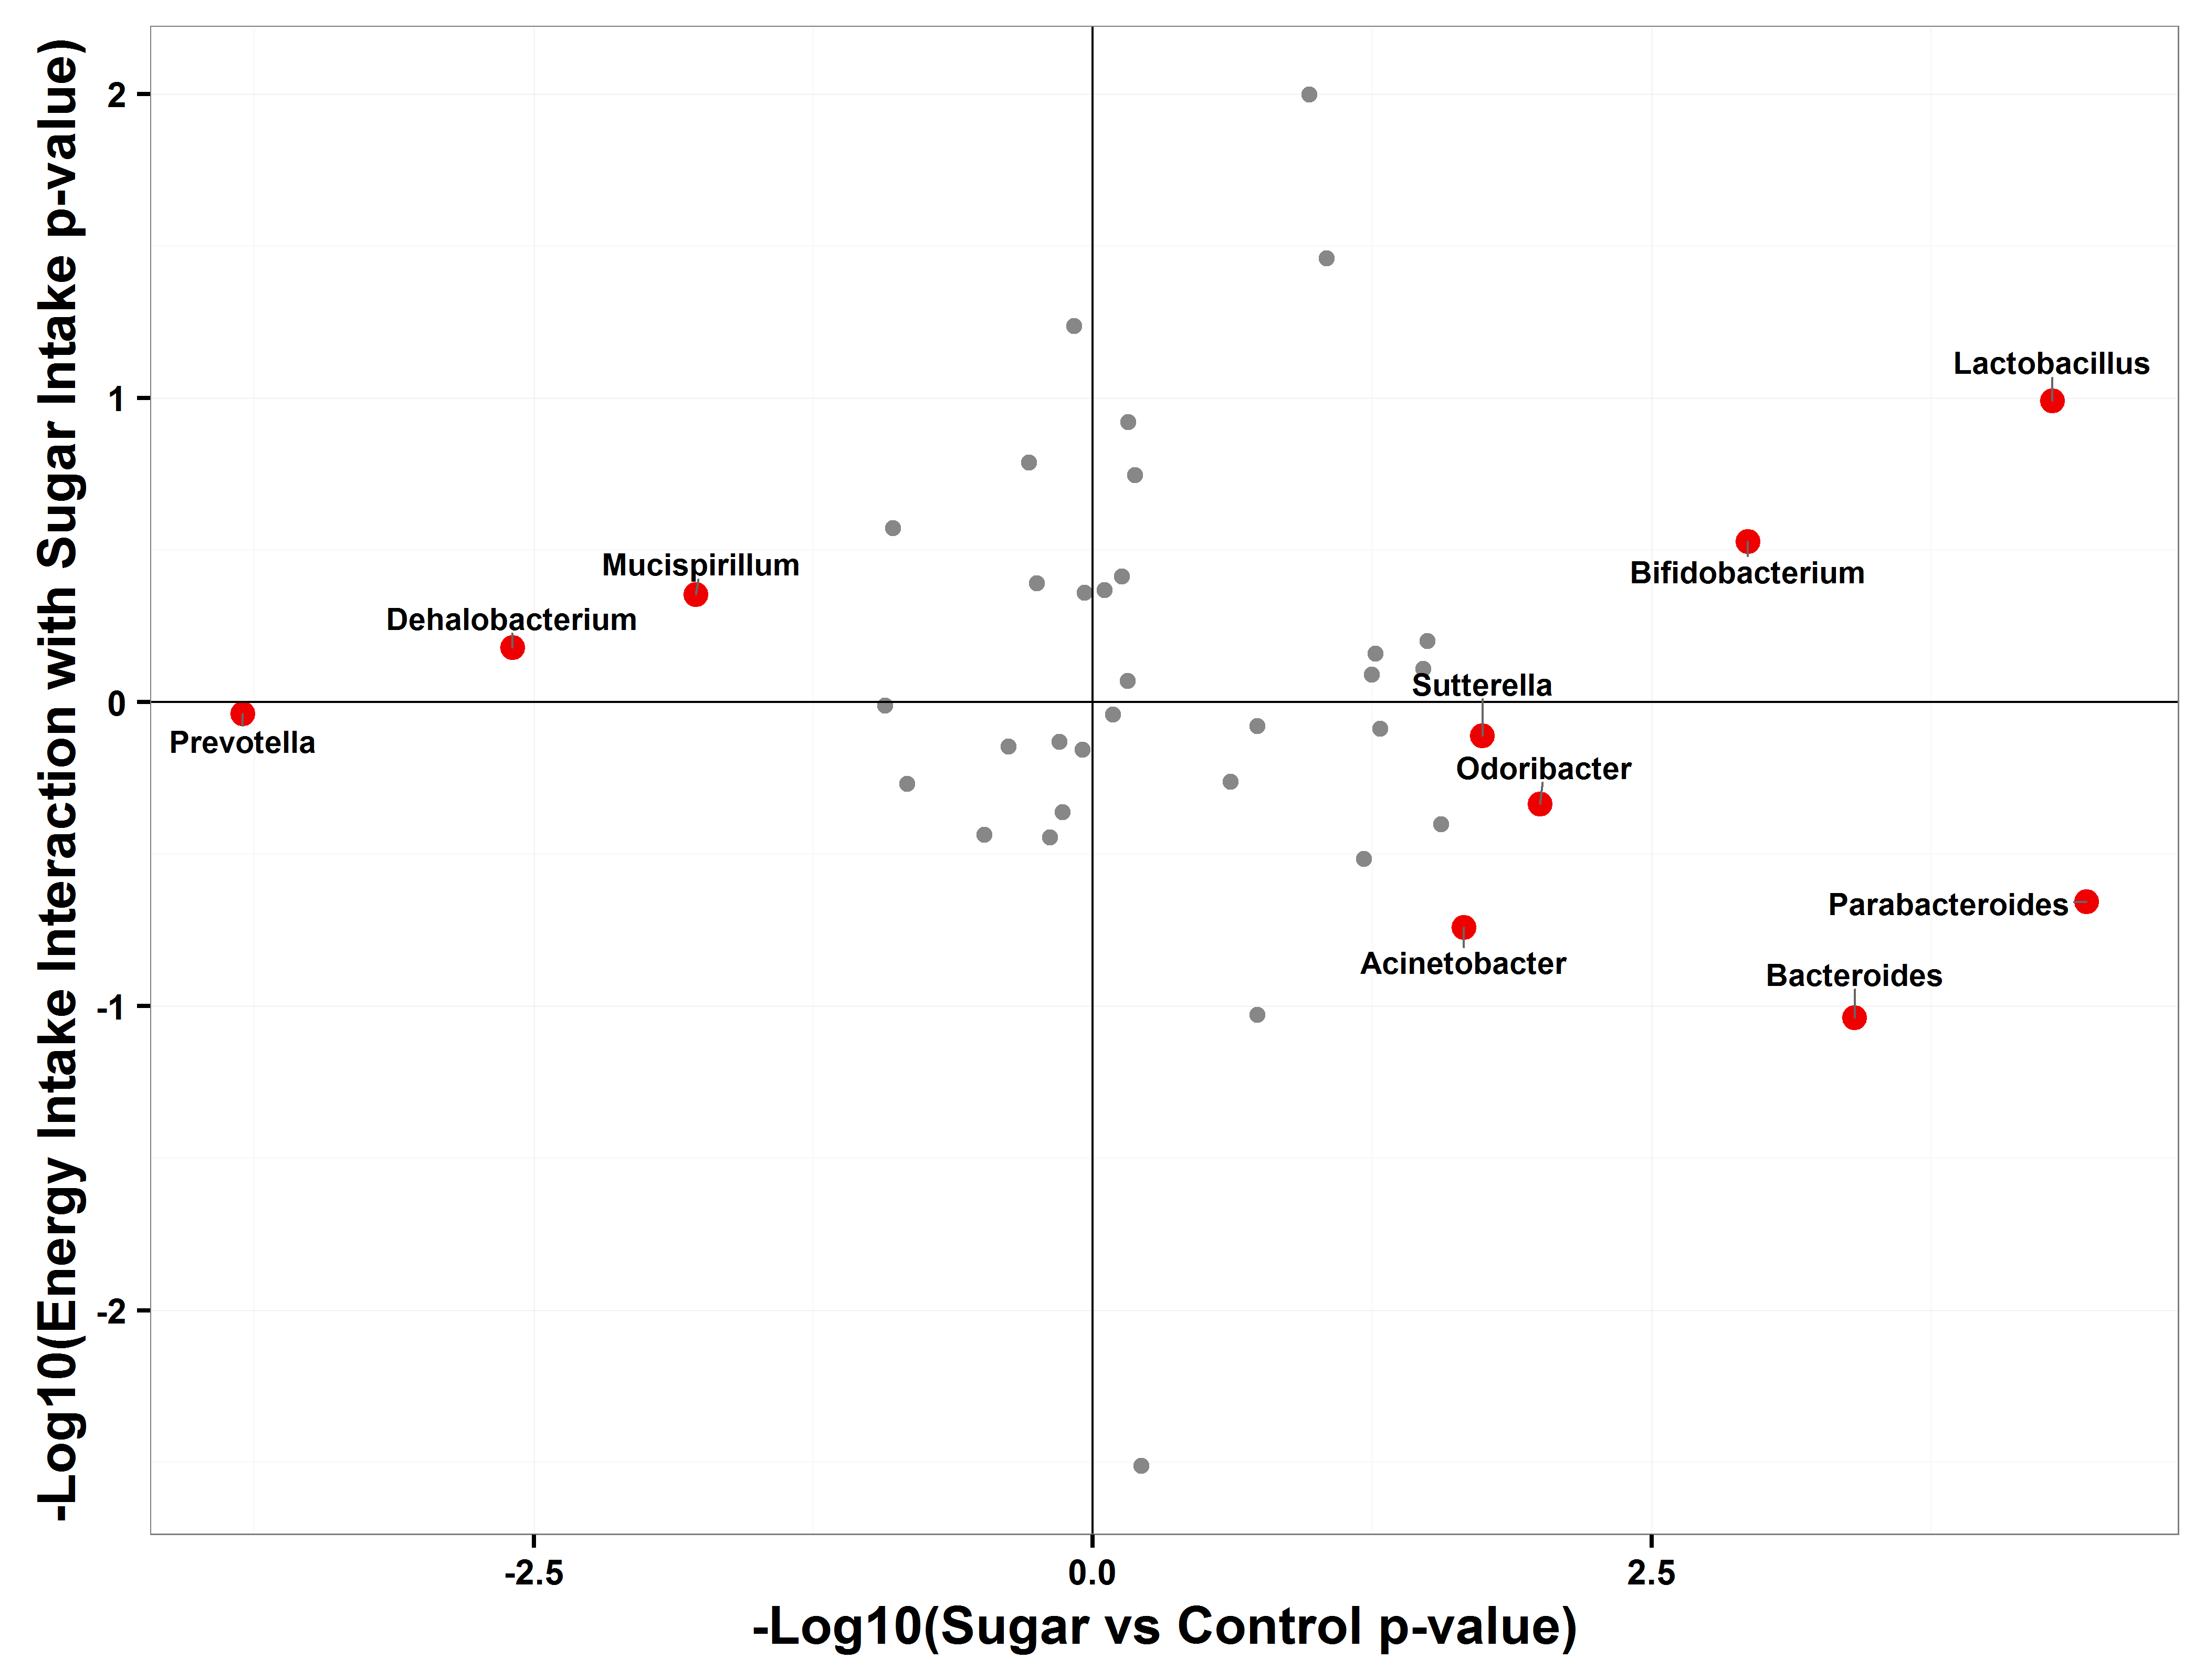 -Log10(Energy Intake Interaction with Sugar Intake p-value)
2
1
0
-1
-2
Lactobacillus
Bifidobacterium
Mucispirillum
Dehalobacterium
Sutterella
Prevotella
Odoribacter
Parabacteroides
Acinetobacter
Bacteroides
-2.5
0.0
2.5
-Log10(Sugar vs Control p-value)